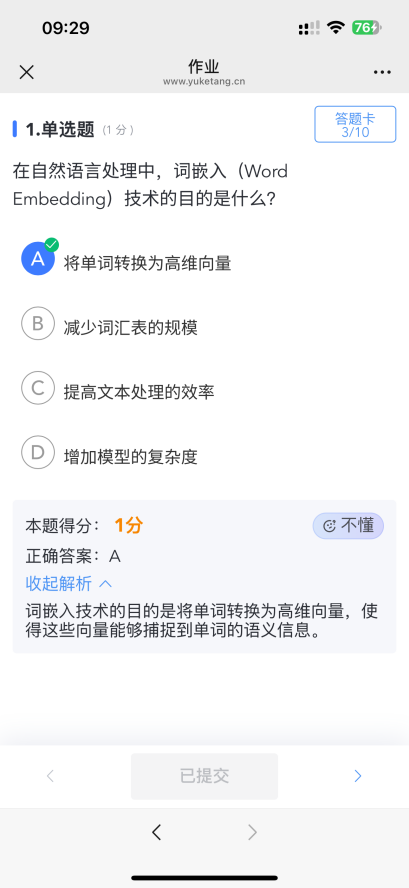 09:29
76
作业
www.yuketang.cn
1.单选题 (1 分)
答题卡
3/10
在自然语言处理中，词嵌入（Word
Embedding）技术的目的是什么?
A 将单词转换为高维向量
B 减少词汇表的规模
C 提高文本处理的效率
D 增加模型的复杂度
本题得分： 1分
不懂
正确答案：A
收起解析
词嵌入技术的目的是将单词转换为高维向量，使
得这些向量能够捕捉到单词的语义信息。
已提交